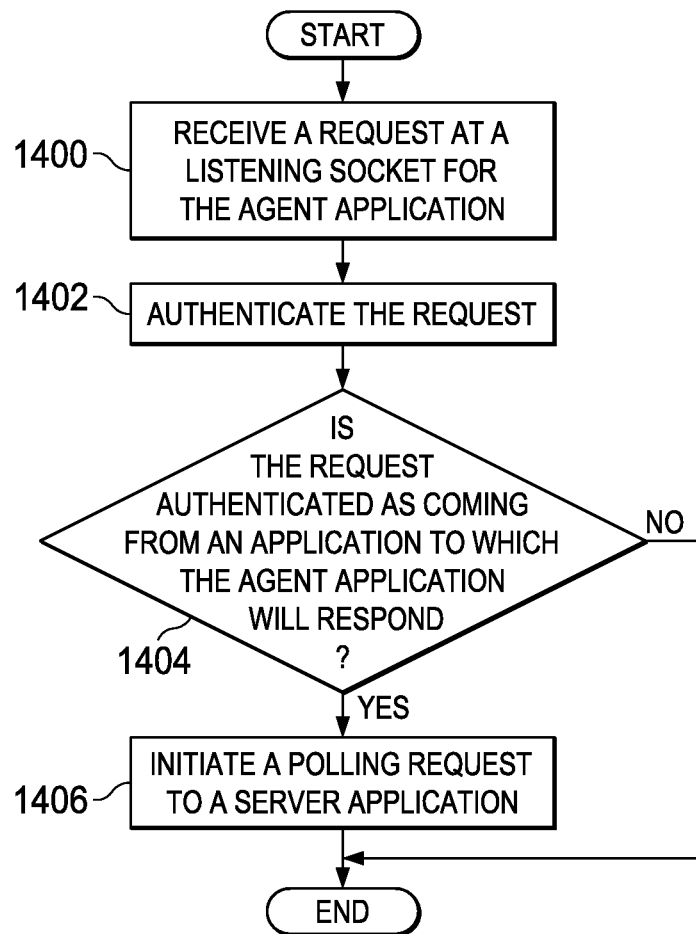 START
1400
RECEIVE A REQUEST AT A
LISTENING SOCKET FOR
THE AGENT APPLICATION
1402
AUTHENTICATE THE REQUEST
IS
THE REQUEST
AUTHENTICATED AS COMING
FROM AN APPLICATION TO WHICH
THE AGENT APPLICATION
WILL RESPOND
?
NO
1404
YES
INITIATE A POLLING REQUEST
TO A SERVER APPLICATION
1406
END